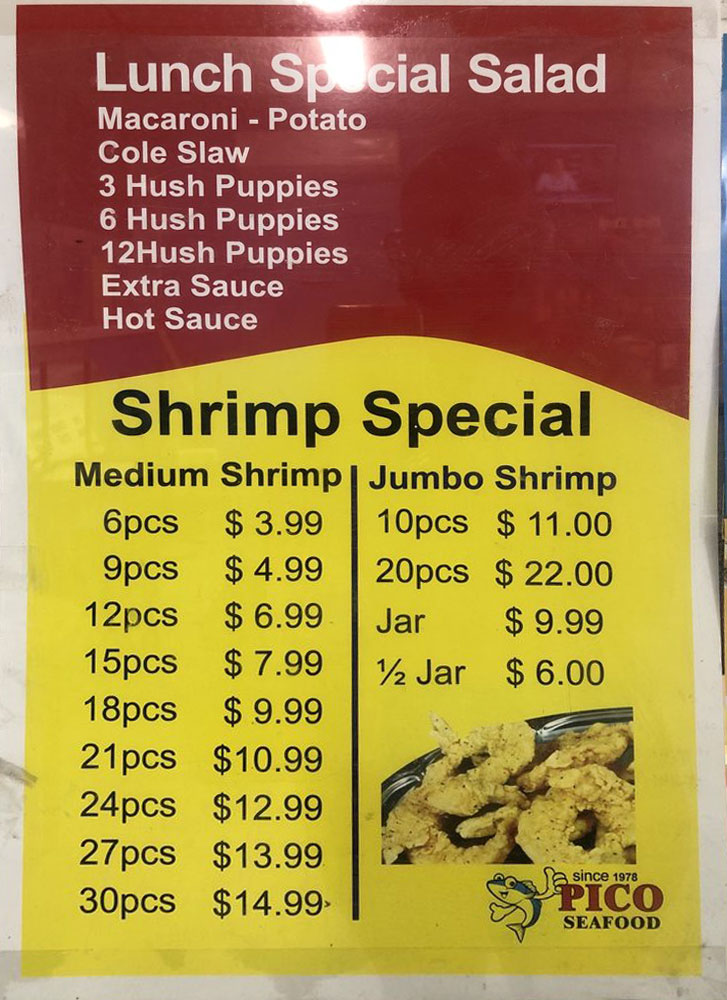 Lunch Special Salad
Macaroni - Potato
Cole Slaw
3 Hush Puppies
6 Hush Puppies
12Hush Puppies
Extra Sauce
Hot Sauce
Shrimp Special
Medium Shrimp
6pcs $ 3.99
9pcs $ 4.99
12pcs $ 6.99
15pcs $ 7.99
18pcs $ 9.99
21pcs $10.99
24pcs $12.99
27pcs $13.99
30pcs $14.99
Jumbo Shrimp
10pcs $ 11.00
20pcs $ 22.00
Jar $ 9.99
½ Jar $ 6.00
since 1978
PICO
SEAFOOD